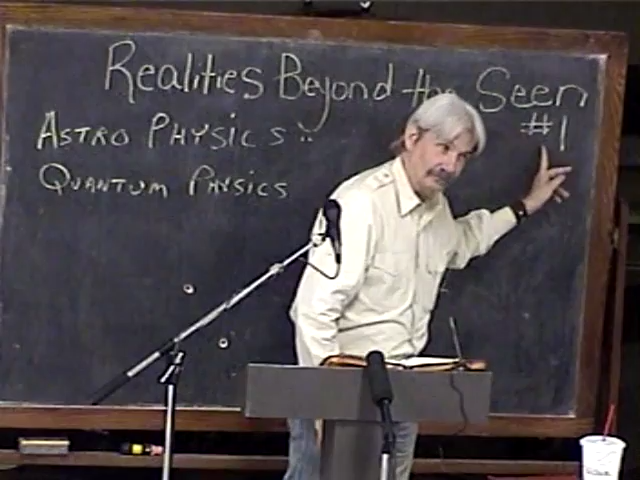 Realities Beyond the Seen
#1
ASTRO PHYSICS ..
QUANTUM PHYSICS